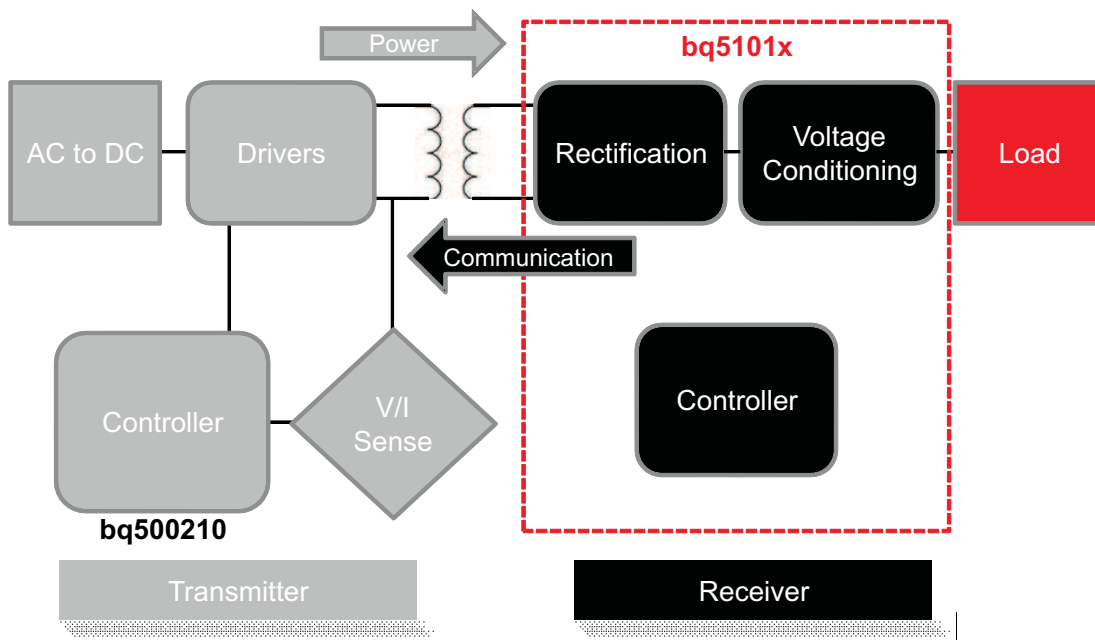 Power
bq5101x
AC to DC
Drivers
Rectification
Voltage
Conditioning
Load
Communication
Controller
V/I
Sense
Controller
bq500210
Transmitter
Receiver